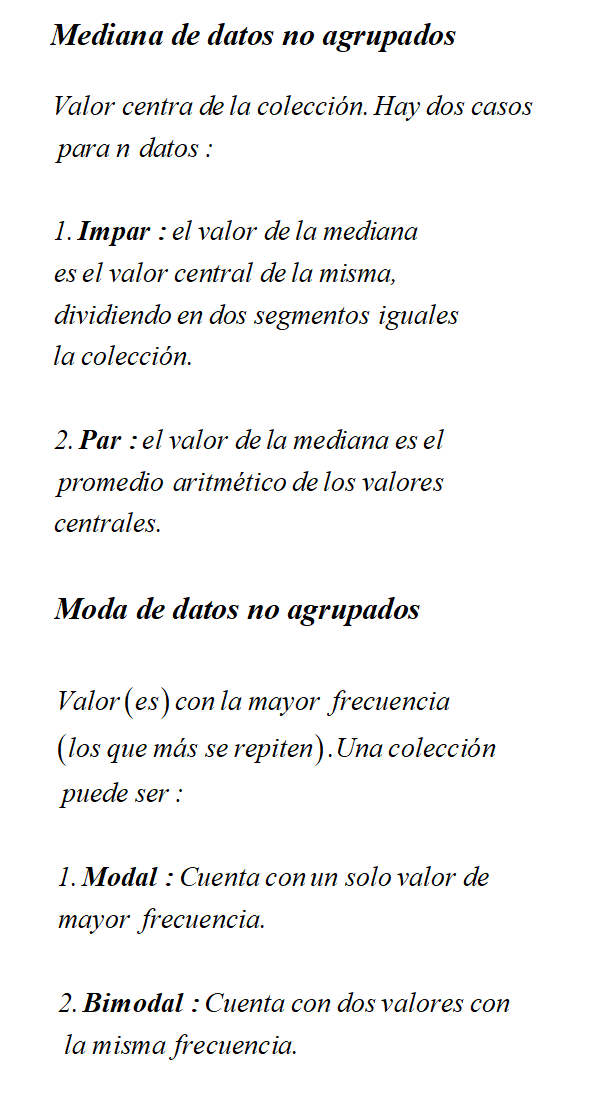 Mediana de datos no agrupados
Valor centra de la colección. Hay dos casos
para n datos :
1. Impar : el valor de la mediana
es el valor central de la misma,
dividiendo en dos segmentos iguales
la colección.
2. Par : el valor de la mediana es el
promedio aritmético de los valores
centrales.
Moda de datos no agrupados
Valor (es) con la mayor frecuencia
(los que más se repiten). Una colección
puede ser :
1. Modal : Cuenta con un solo valor de
mayor frecuencia.
2. Bimodal : Cuenta con dos valores con
la misma frecuencia.